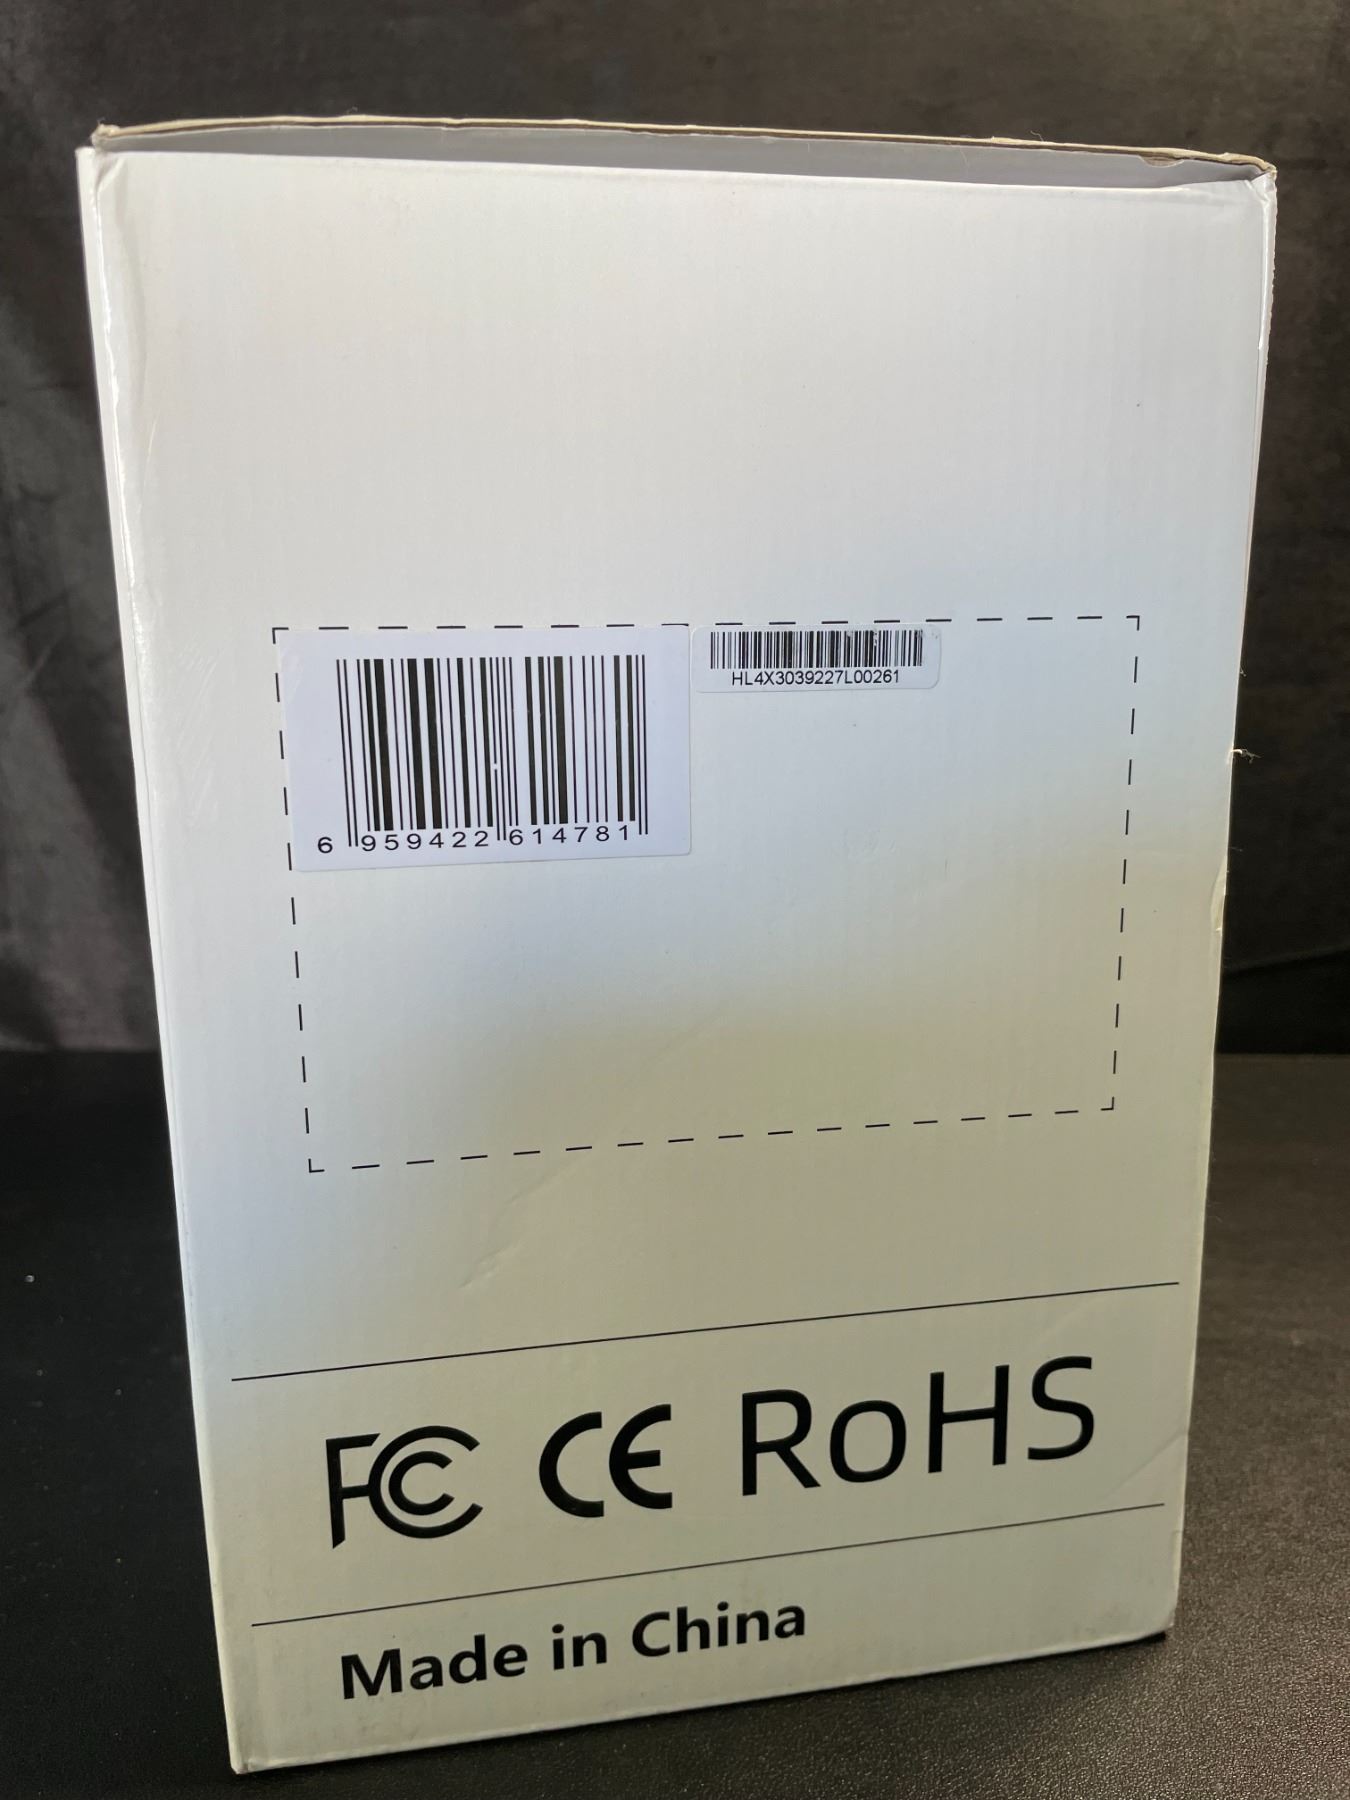 HL4X3039227L00261
6 959422 614781
FC CE RoHS
Made in China